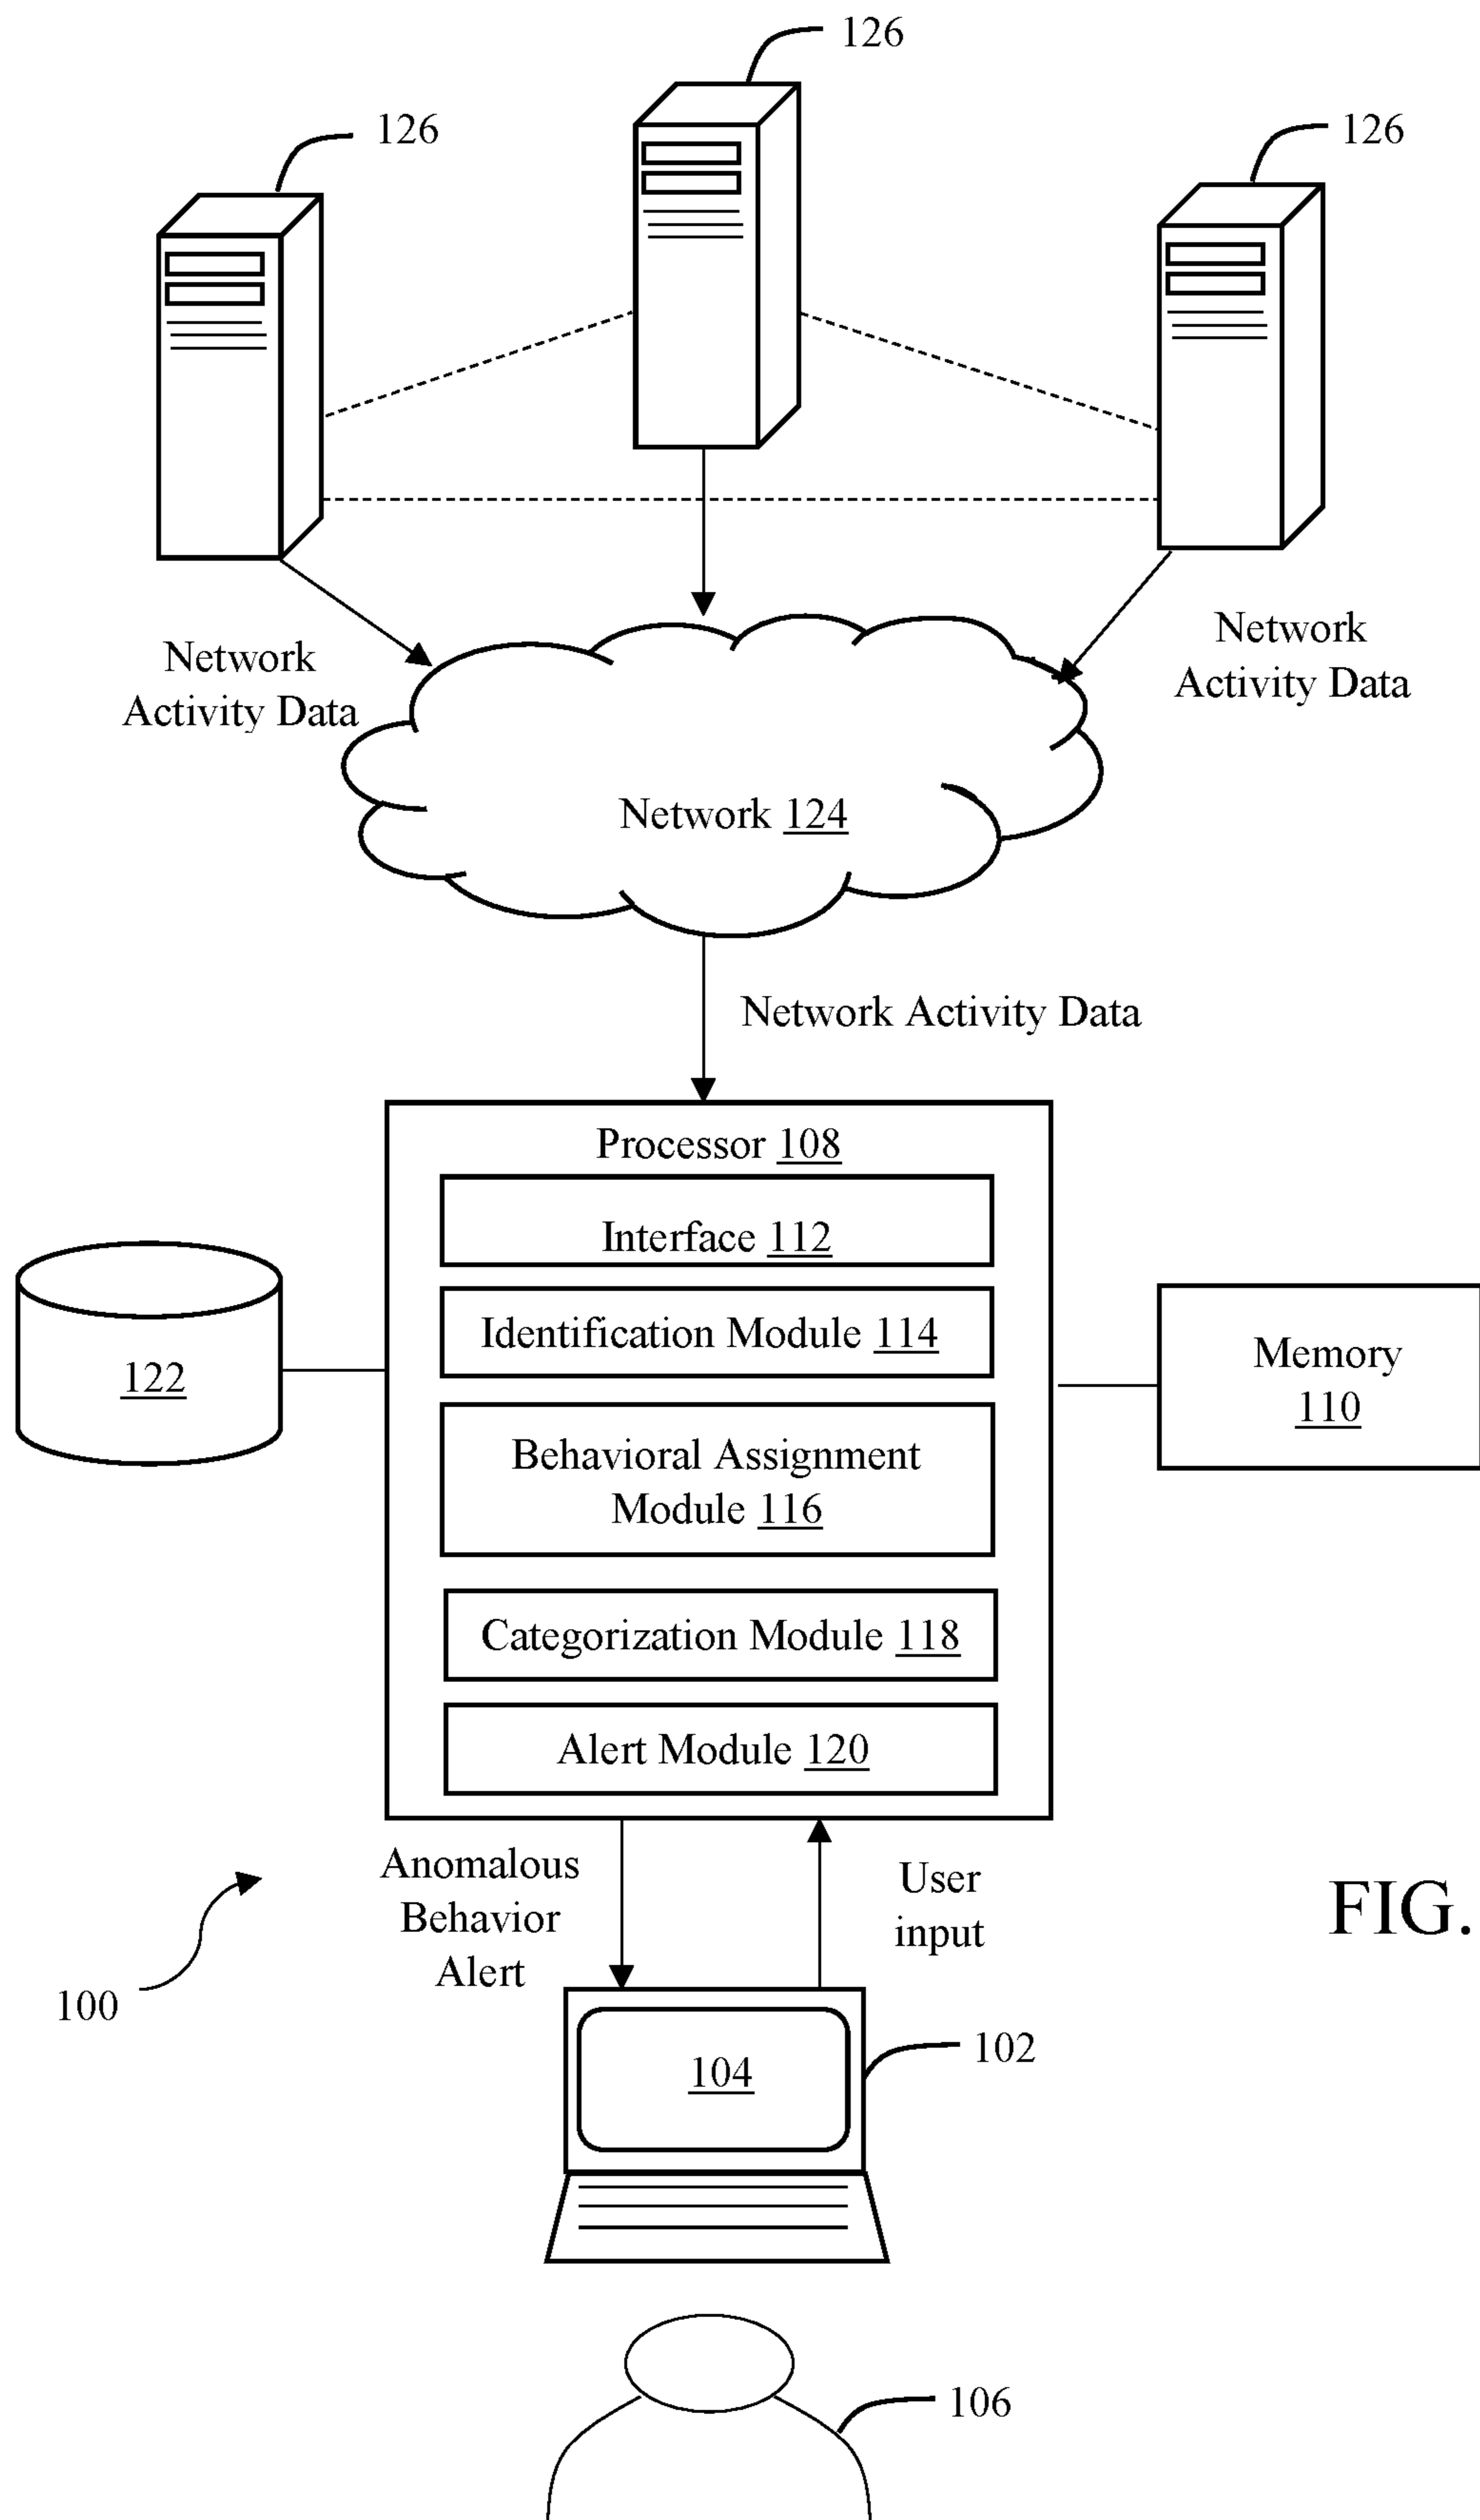 126
126
126
Network
Activity Data
Network
Activity Data
Network 124
Network Activity Data
Processor 108
Interface 112
Identification Module 114
122
Memory
110
Behavioral Assignment
Module 116
Categorization Module 118
Alert Module 120
Anomalous
Behavior
Alert
User
input
FIG.
100
104
102
106